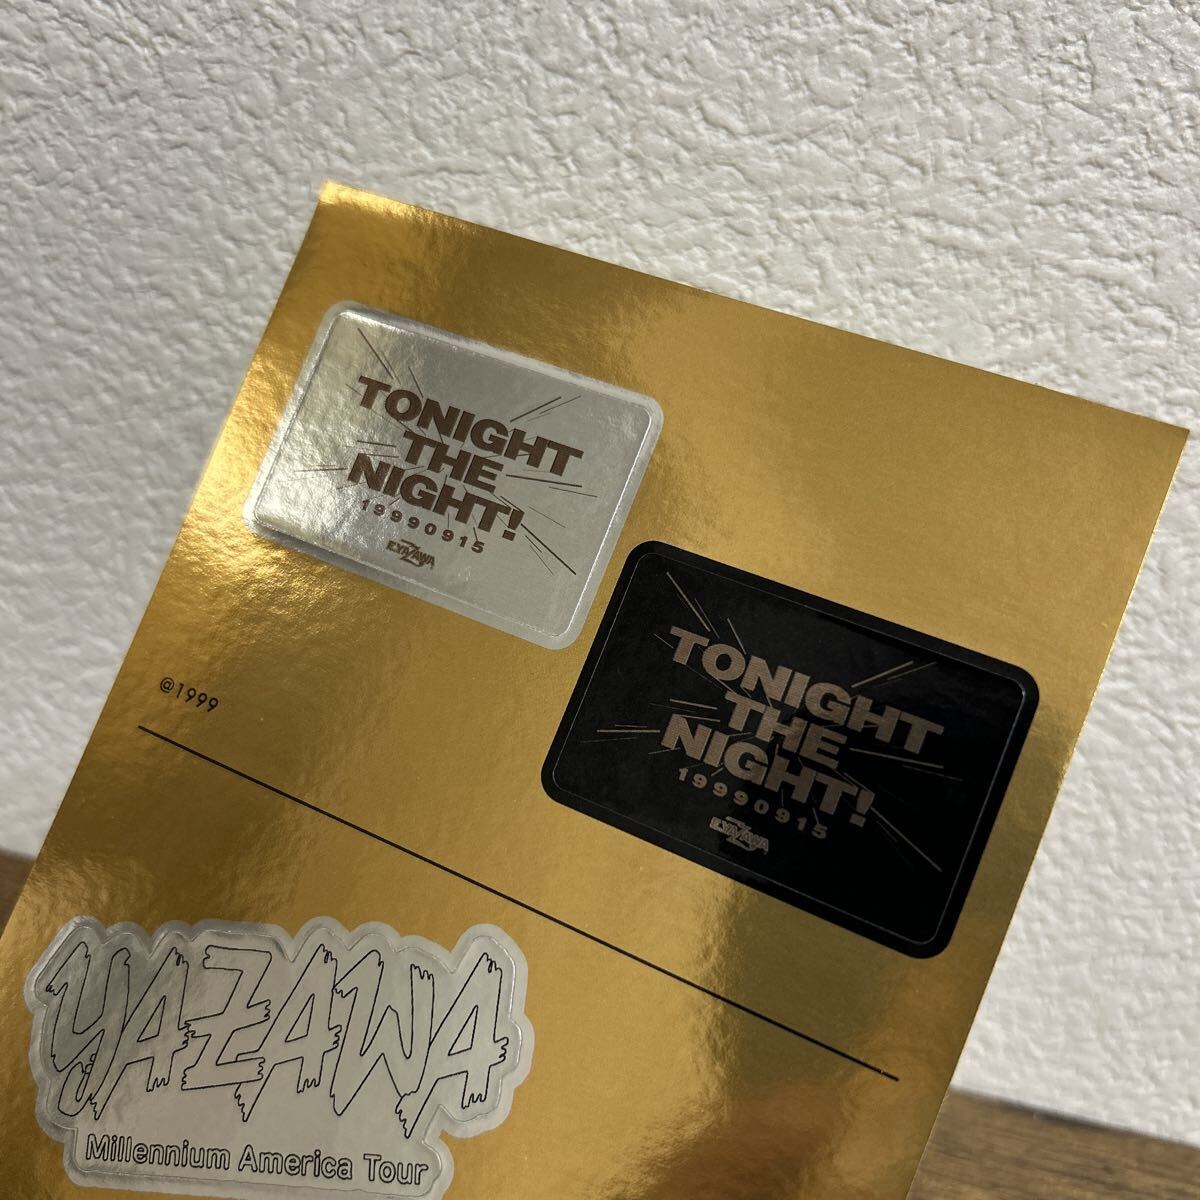 TONIGHT
THE
NIGHT!
19990915
E.YAZAWA
TONIGHT
THE
NIGHT!
19990915
E.YAZAWA
@1999
YAZAWA
Millennium America Tour